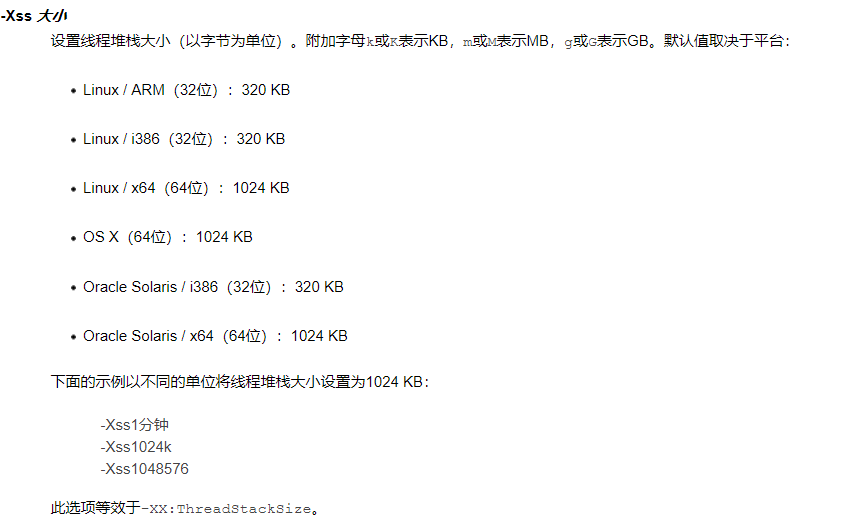 -Xss 大小
设置线程堆栈大小（以字节为单位）。附加字母k或K表示KB，m或M表示MB，g或G表示GB。默认值取决于平台：
• Linux / ARM（32位）：320 KB
• Linux / i386（32位）：320 KB
• Linux / x64（64位）：1024 KB
• OS X（64位）：1024 KB
• Oracle Solaris / i386（32位）：320 KB
• Oracle Solaris / x64（64位）：1024 KB
下面的示例以不同的单位将线程堆栈大小设置为1024 KB：
-Xss1分钟
-Xss1024k
-Xss1048576
此选项等效于-XX:ThreadStackSize。